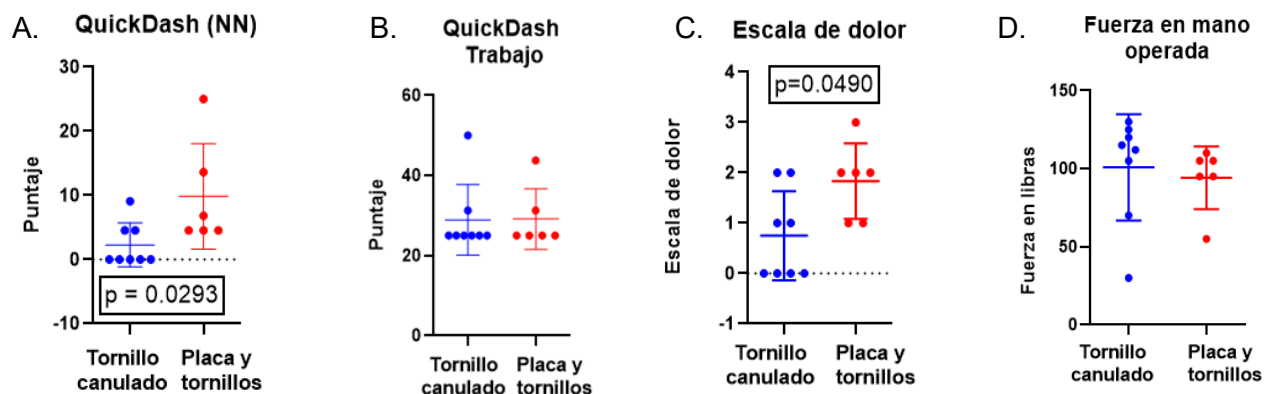 A.
QuickDash (NN)
Puntaje
30
20
10
0
-10
p = 0.0293
Tornillo
canulado
Placa y
tornillos
B.
QuickDash
Trabajo
Puntaje
60
40
20
0
Tornillo
canulado
Placa y
tornillos
C.
Escala de dolor
Escala de dolor
4
3
2
1
0
-1
p=0.0490
Tornillo
canulado
Placa y
tornillos
D.
Fuerza en mano
operada
Fuerza en libras
150
100
50
0
Tornillo
canulado
Placa y
tornillos